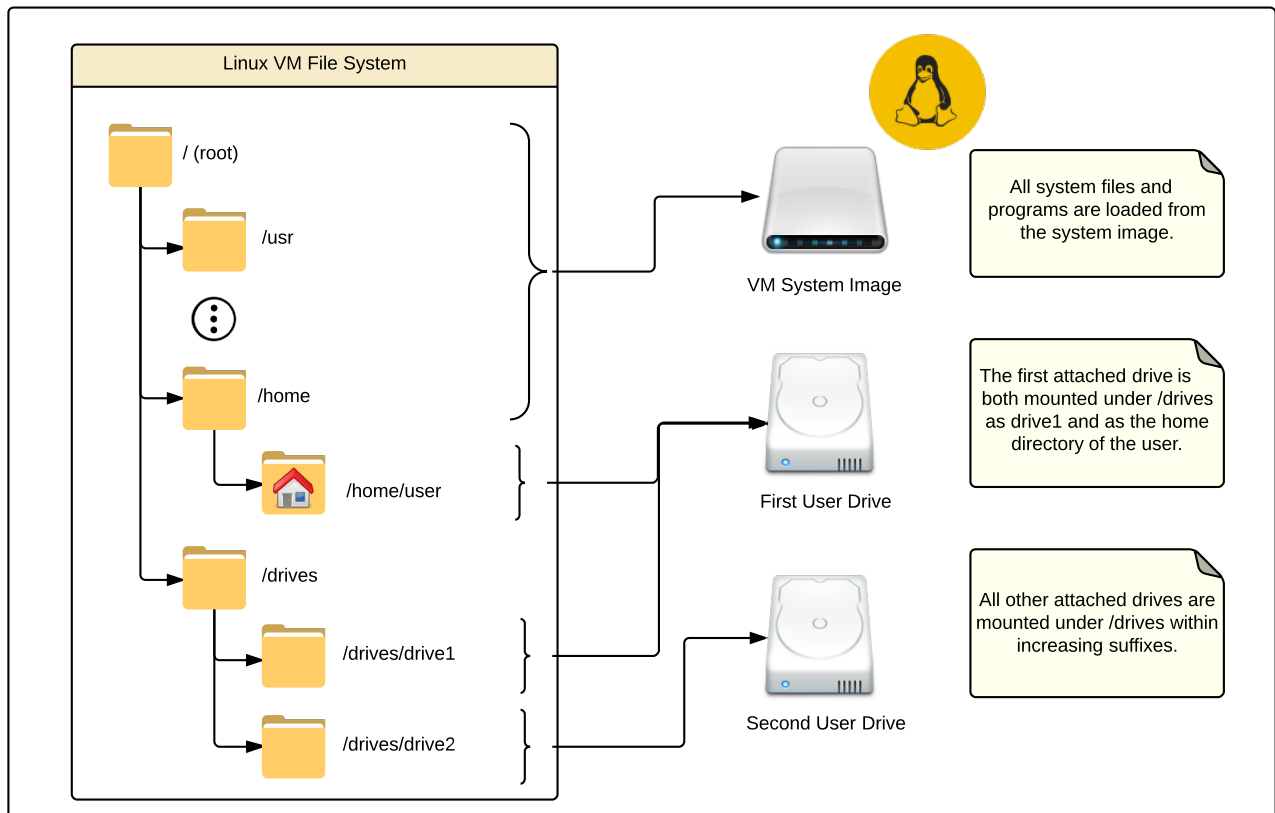 Linux VM File System
/ (root)
/usr
/home
/home/user
/drives
/drives/drive1
/drives/drive2
VM System Image
First User Drive
Second User Drive
All system files and
programs are loaded from
the system image.
The first attached drive is
both mounted under /drives
as drive1 and as the home
directory of the user.
All other attached drives are
mounted under /drives within
increasing suffixes.